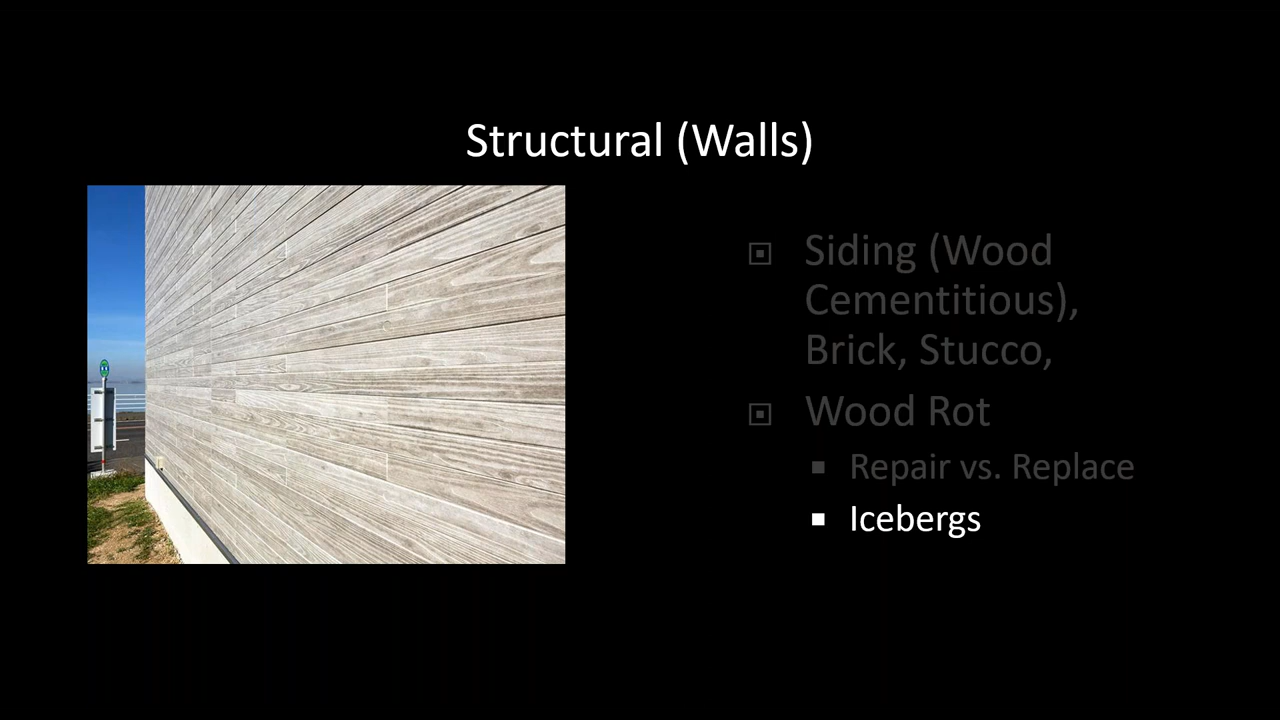 Structural (Walls)
Siding (Wood
Cementitious),
Brick, Stucco,
Wood Rot
Repair vs. Replace
Icebergs